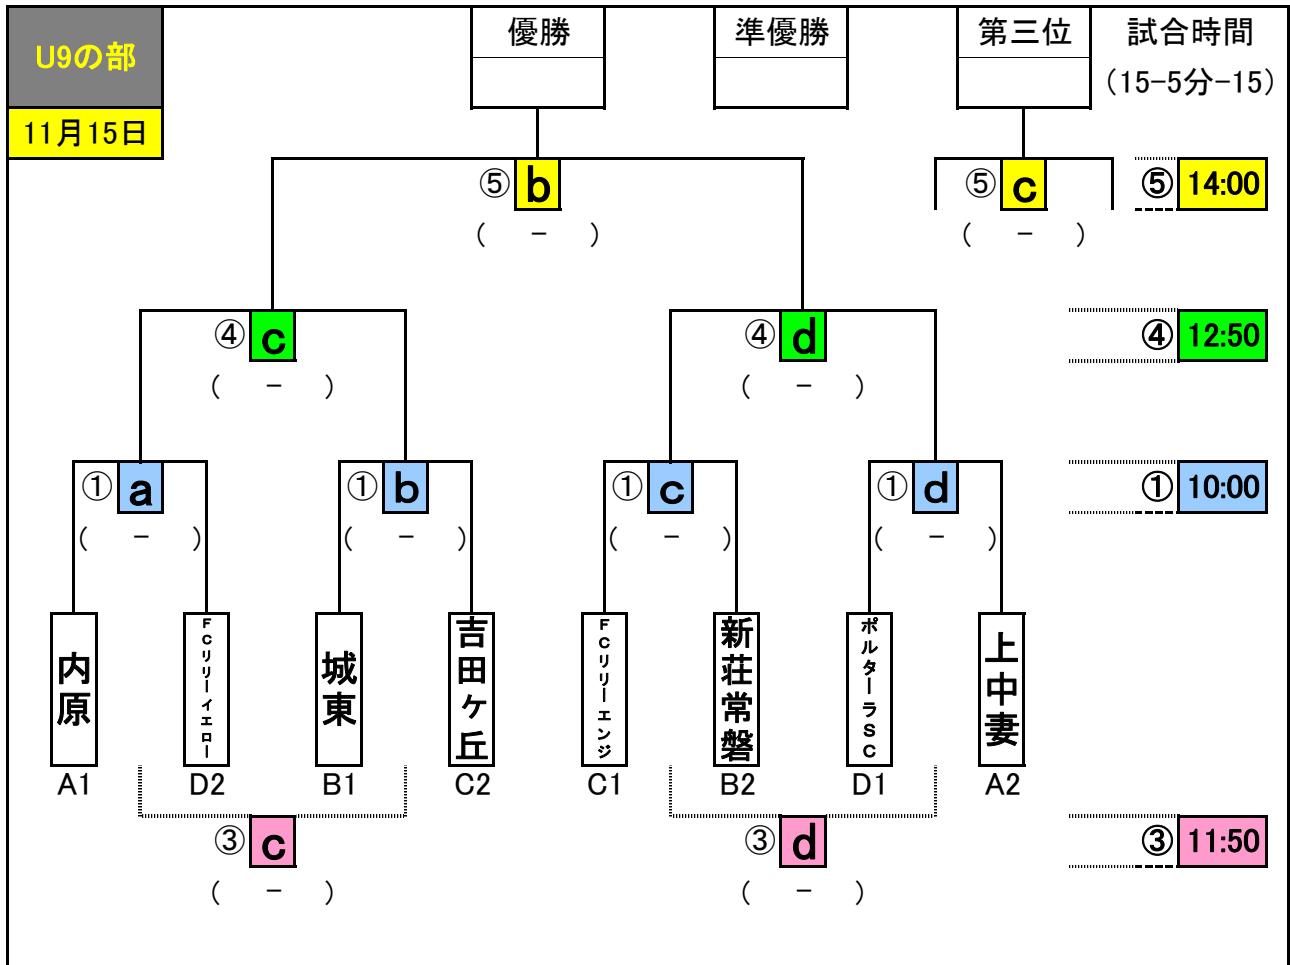 U9の部
優勝
準優勝
第三位
試合時間
(15-5分-15)
11月15日
⑤ b
( - )
⑤ c
( - )
⑤ 14:00
④ c
( - )
④ d
( - )
④ 12:50
① a
( - )
① b
( - )
① c
( - )
① d
( - )
① 10:00
内原
FCリリーイエロー
城東
吉田ヶ丘
FCリリーエンジ
新荘常磐
ポルターラSC
上中妻
A1
D2
B1
C2
C1
B2
D1
A2
③ c
( - )
③ d
( - )
③ 11:50